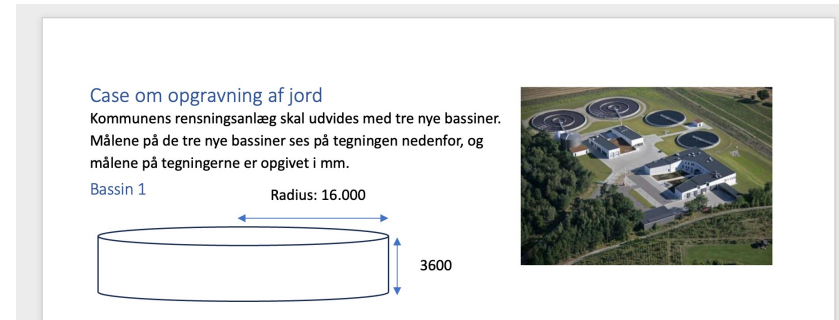 Case om opgravning af jord
Kommunens rensningsanlæg skal udvides med tre nye bassiner.
Målene på de tre nye bassiner ses på tegningen nedenfor, og
målene på tegningerne er opgivet i mm.
Bassin 1
Radius: 16.000
3600